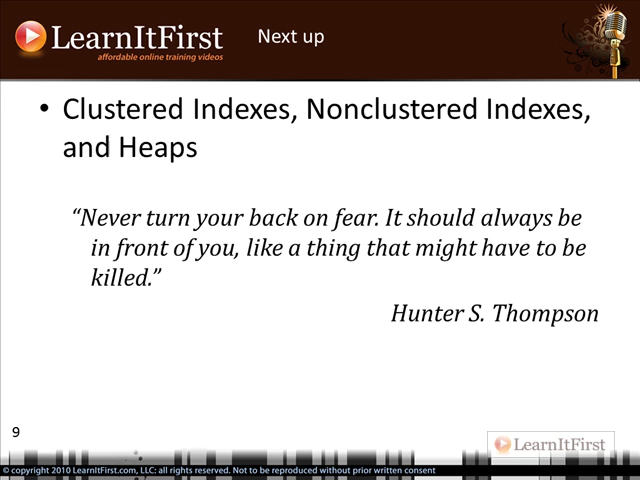 LearnItFirst
affordable online training videos
Next up
• Clustered Indexes, Nonclustered Indexes,
and Heaps
“Never turn your back on fear. It should always be
in front of you, like a thing that might have to be
killed.”
Hunter S. Thompson
9
LearnItFirst
© copyright 2010 LearnItFirst.com, LLC: all rights reserved. Not to be reproduced without prior written consent